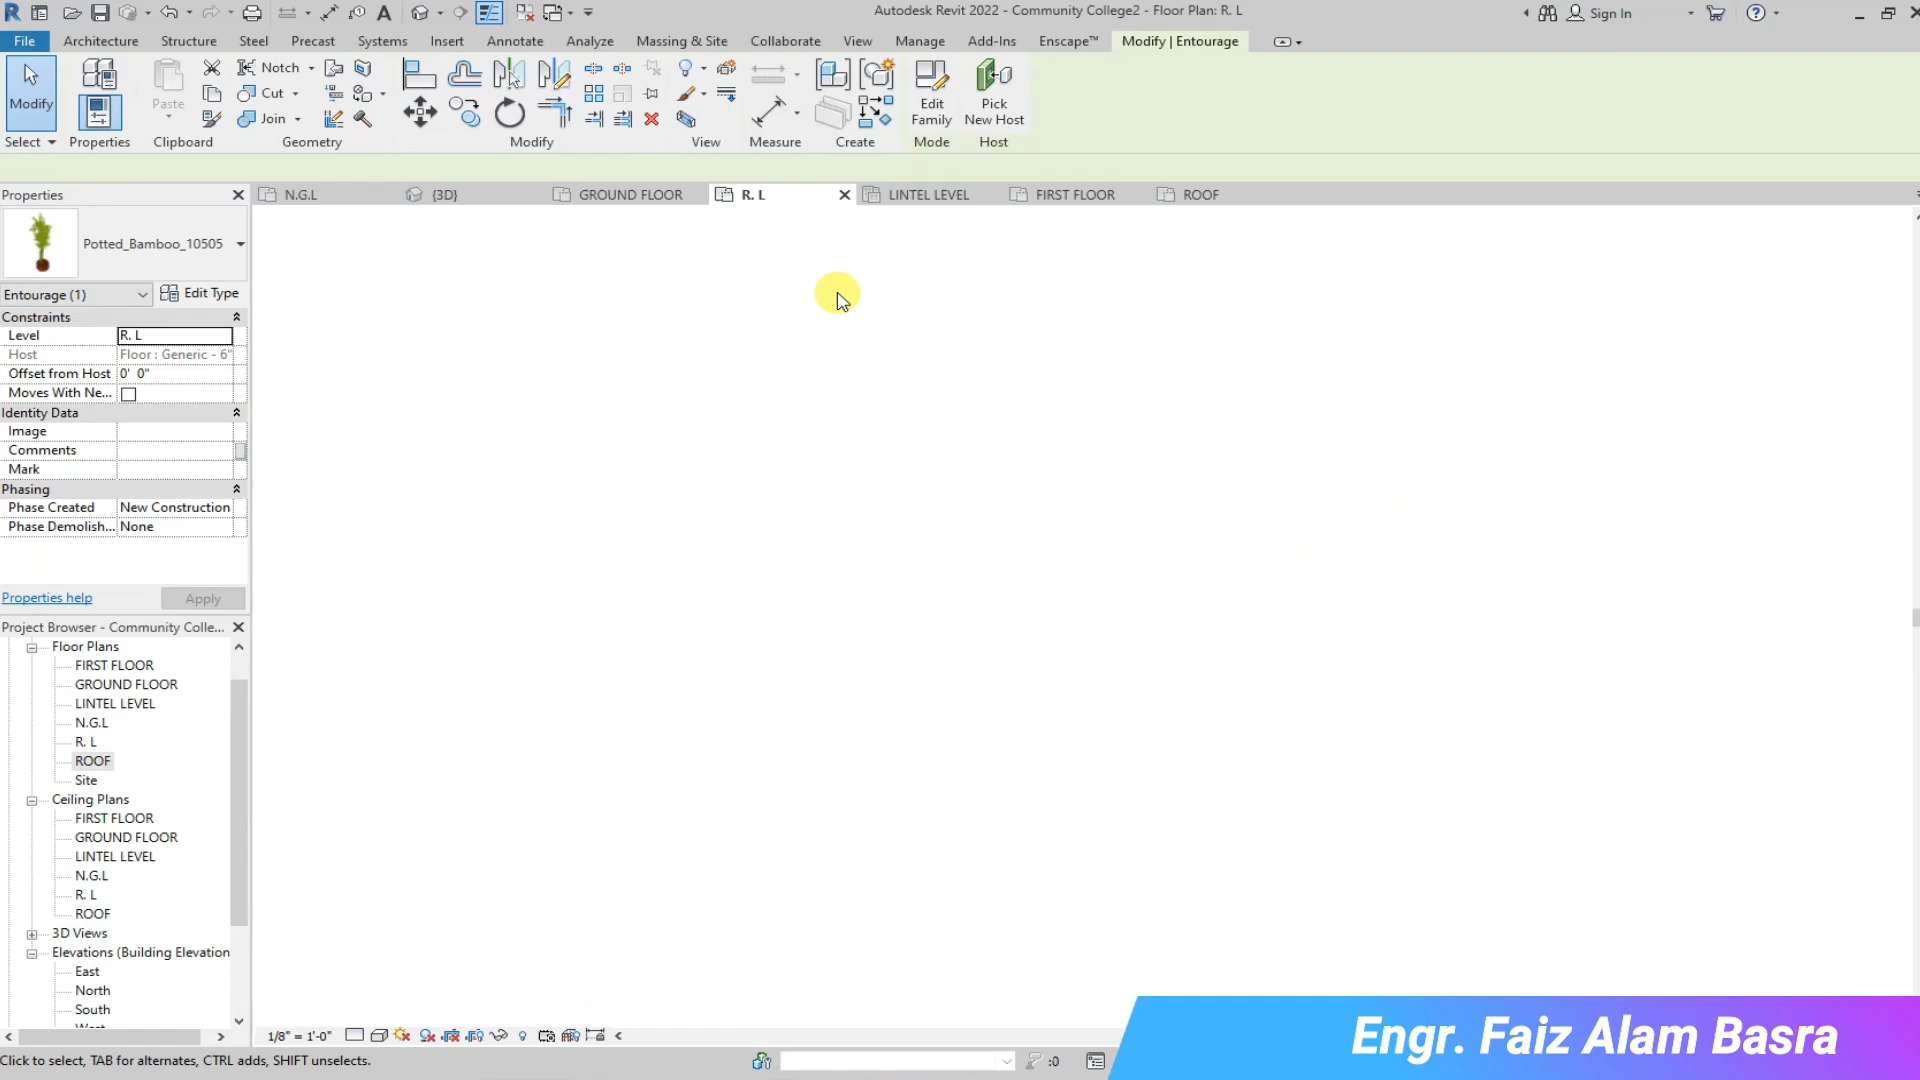 Autodesk Revit 2022 - Community College2 - Floor Plan: R. L
Sign In
File Architecture Structure Steel Precast Systems Insert Annotate Analyze Massing & Site Collaborate View Manage Add-Ins Enscape™ Modify | Entourage
Modify
Paste
Notch
Cut
Join
Edit Family
Pick New Host
Select Properties Clipboard Geometry Modify View Measure Create Mode Host
Properties
N.G.L {3D} GROUND FLOOR R. L LINTEL LEVEL FIRST FLOOR ROOF
Potted_Bamboo_10505
Entourage (1) Edit Type
Constraints
Level R. L
Host Floor : Generic - 6"
Offset from Host 0' 0"
Moves With Ne...
Identity Data
Image
Comments
Mark
Phasing
Phase Created New Construction
Phase Demolish... None
Properties help Apply
Project Browser - Community Colle...
Floor Plans
FIRST FLOOR
GROUND FLOOR
LINTEL LEVEL
N.G.L
R. L
ROOF
Site
Ceiling Plans
FIRST FLOOR
GROUND FLOOR
LINTEL LEVEL
N.G.L
R. L
ROOF
3D Views
Elevations (Building Elevation
East
North
South
1/8" = 1'-0"
Click to select, TAB for alternates, CTRL adds, SHIFT unselects.
:0
Engr. Faiz Alam Basra